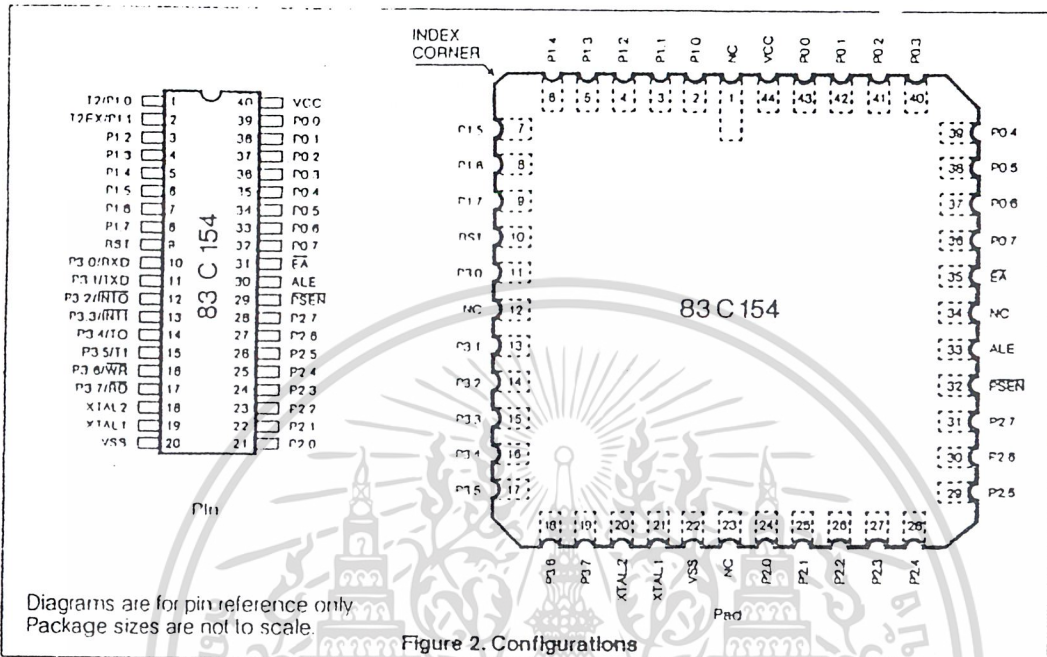 INDEX
CORNER
P1.4 P1.3 P1.2 P1.1 P1.0 NC VCC P0.0 P0.1 P0.2 P0.3
6 5 4 3 2 1 44 43 42 41 40
T2/P1.0 1 40 VCC
T2EX/P1.1 2 39 P0.0
P1.2 3 38 P0.1
P1.3 4 37 P0.2
P1.4 5 36 P0.3
P1.5 6 35 P0.4
P1.6 7 34 P0.5
P1.7 8 33 P0.6
RST 9 32 P0.7
P3.0/RXD 10 31 EA
P3.1/TXD 11 30 ALE
P3.2/INT0 12 29 PSEN
P3.3/INT1 13 28 P2.7
P3.4/T0 14 27 P2.6
P3.5/T1 15 26 P2.5
P3.6/WR 16 25 P2.4
P3.7/RD 17 24 P2.3
XTAL2 18 23 P2.2
XTAL1 19 22 P2.1
VSS 20 21 P2.0
83 C 154
Pin
P1.5 7 39 P0.4
P1.6 8 38 P0.5
P1.7 9 37 P0.6
RST 10 36 P0.7
P3.0 11 35 EA
NC 12 34 NC
P3.1 13 33 ALE
P3.2 14 32 PSEN
P3.3 15 31 P2.7
P3.4 16 30 P2.6
P3.5 17 29 P2.5
83 C 154
18 19 20 21 22 23 24 25 26 27 28
P3.6 P3.7 XTAL2 XTAL1 VSS NC P2.0 P2.1 P2.2 P2.3 P2.4
Pad
Diagrams are for pin reference only
Package sizes are not to scale.
Figure 2. Configurations